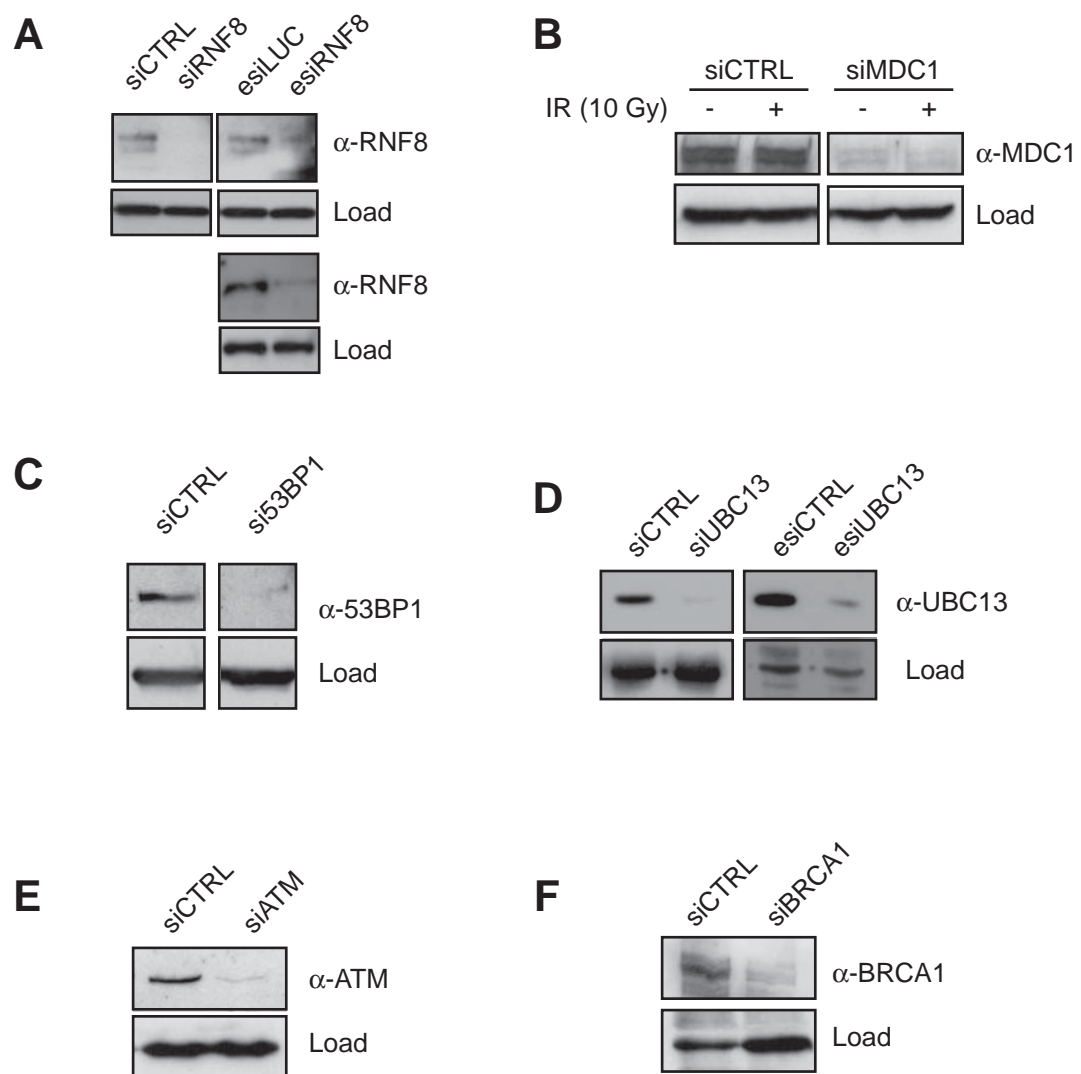 A
siCTRL
siRNF8
esiLUC
esiRNF8
α-RNF8
Load
α-RNF8
Load
B
siCTRL siMDC1
IR (10 Gy) - + - +
α-MDC1
Load
C
siCTRL
si53BP1
α-53BP1
Load
D
siCTRL
siUBC13
esiCTRL
esiUBC13
α-UBC13
Load
E
siCTRL
siATM
α-ATM
Load
F
siCTRL
siBRCA1
α-BRCA1
Load